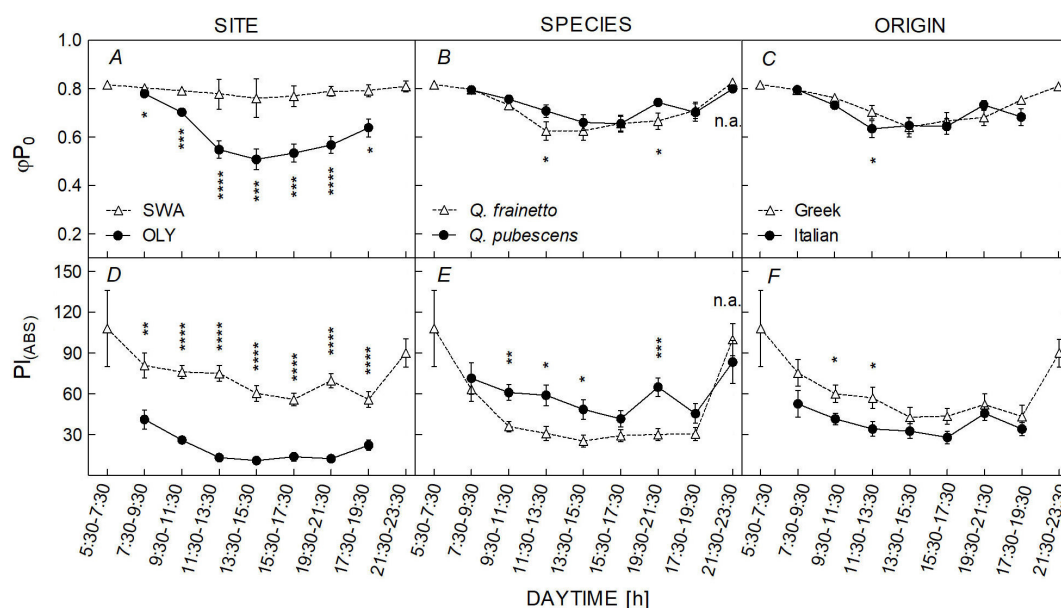 SITE SPECIES ORIGIN
1.0 A B C
0.8
φP0 0.6 * *** **** *** *** **** * * * n.a. *
0.4
SWA Q. frainetto Greek
0.2 OLY Q. pubescens Italian
150 D E F
120 n.a.
PI(ABS) 90 ** **** **** **** **** **** **** ** * * *** * *
60
30
5:30-7:30 7:30-9:30 9:30-11:30 11:30-13:30 13:30-15:30 15:30-17:30 19:30-21:30 17:30-19:30 21:30-23:30 5:30-7:30 7:30-9:30 9:30-11:30 11:30-13:30 13:30-15:30 15:30-17:30 19:30-21:30 17:30-19:30 21:30-23:30 5:30-7:30 7:30-9:30 9:30-11:30 11:30-13:30 13:30-15:30 15:30-17:30 19:30-21:30 17:30-19:30 21:30-23:30
DAYTIME [h]